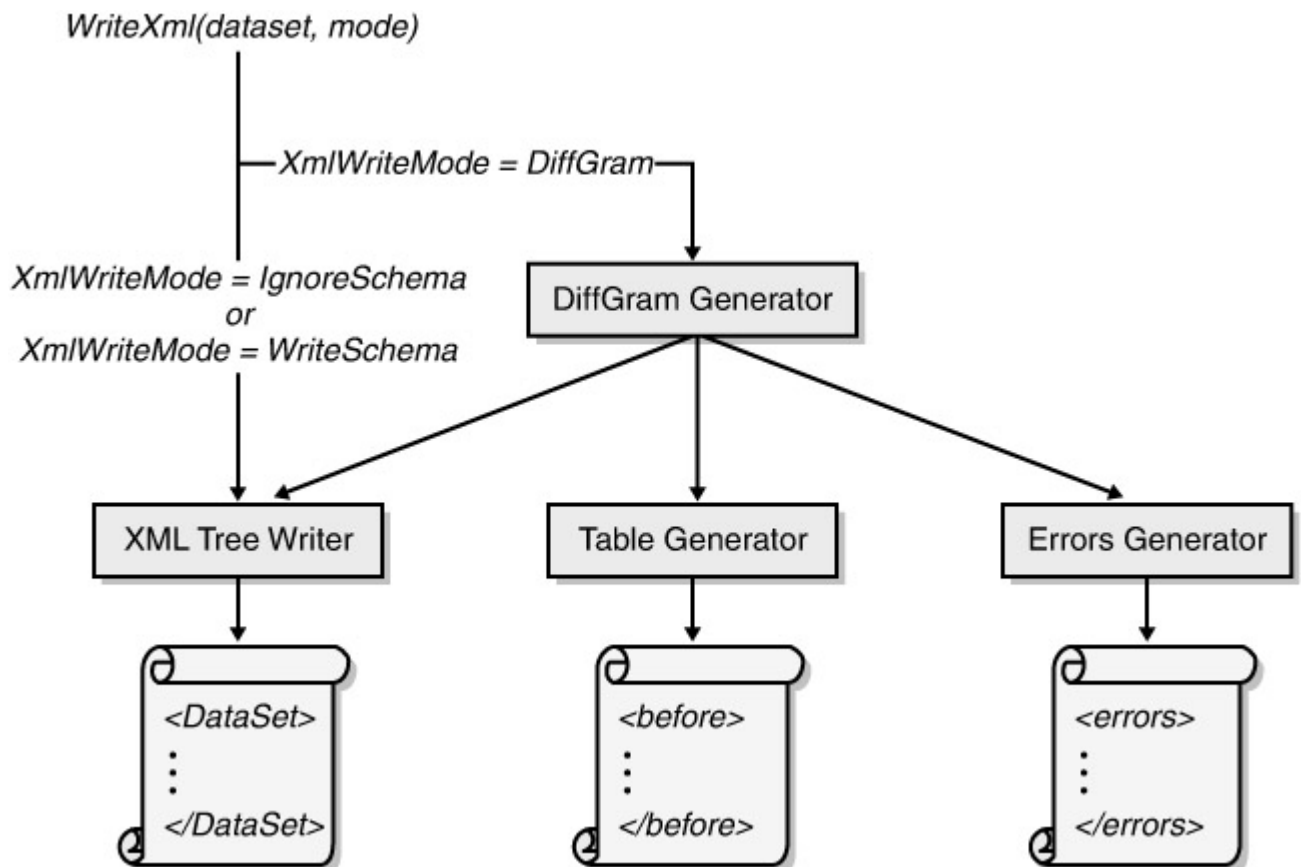 WriteXml(dataset, mode)
XmlWriteMode = DiffGram
XmlWriteMode = IgnoreSchema
or
XmlWriteMode = WriteSchema
DiffGram Generator
XML Tree Writer
Table Generator
Errors Generator
<DataSet>
</DataSet>
<before>
</before>
<errors>
</errors>